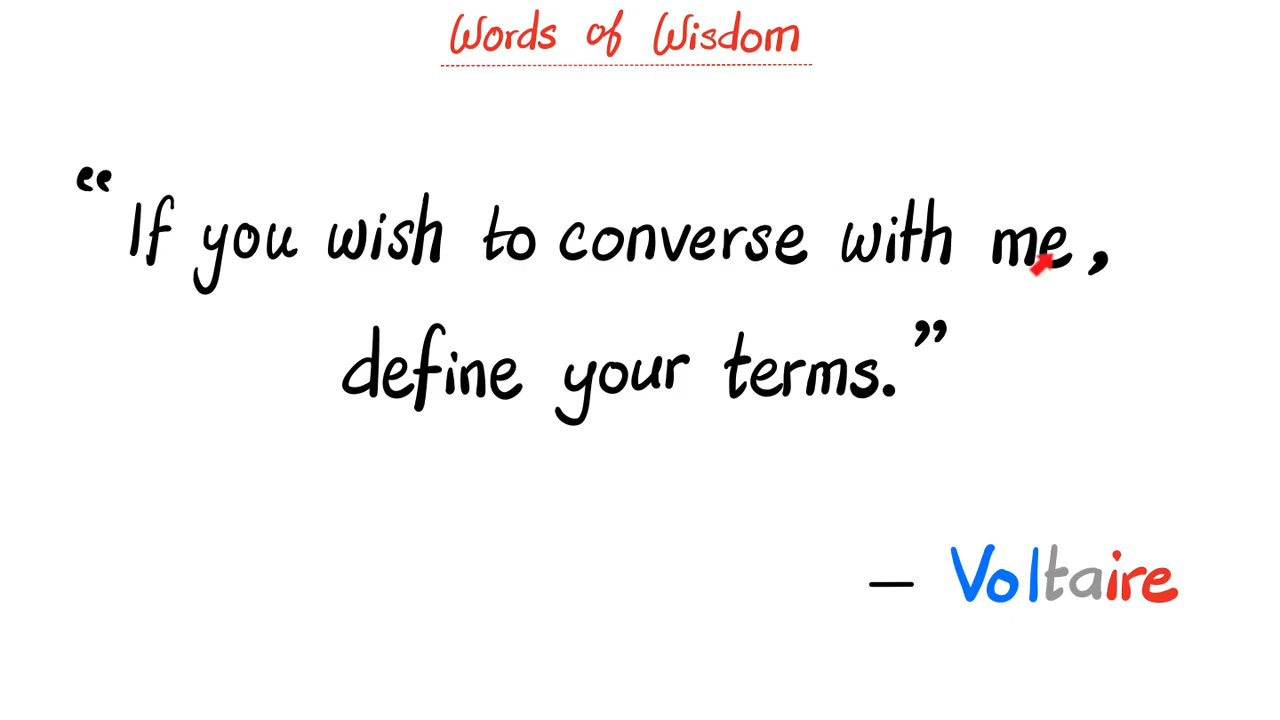 Words of Wisdom
“If you wish to converse with me,
define your terms.”
— Voltaire